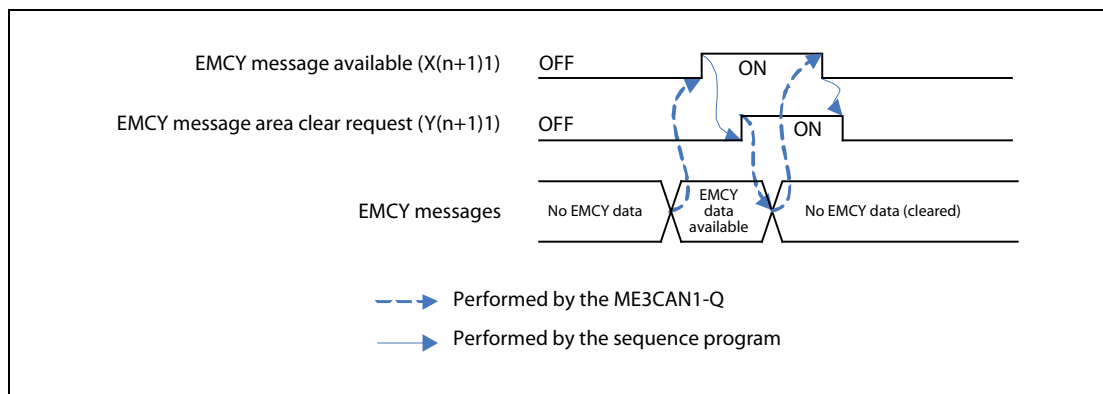 EMCY message available (X(n+1)1)
OFF
ON
EMCY message area clear request (Y(n+1)1)
OFF
ON
EMCY messages
No EMCY data
EMCY
data
available
No EMCY data (cleared)
Performed by the ME3CAN1-Q
Performed by the sequence program